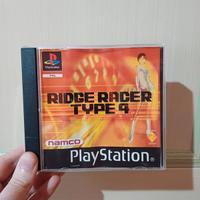 RIDGE RACER
TYPE 4
namco
PlayStation